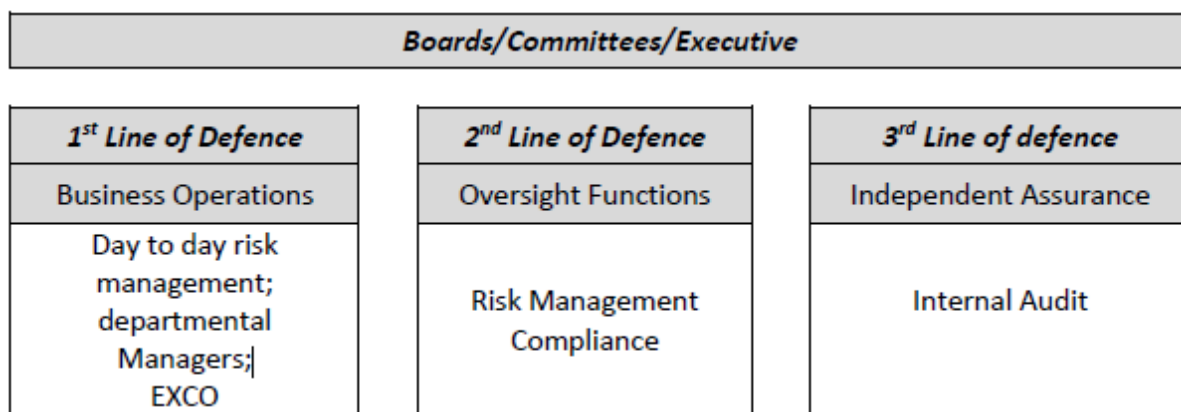 Boards/Committees/Executive
1st Line of Defence
Business Operations
Day to day risk
management;
departmental
Managers;
EXCO
2nd Line of Defence
Oversight Functions
Risk Management
Compliance
3rd Line of defence
Independent Assurance
Internal Audit